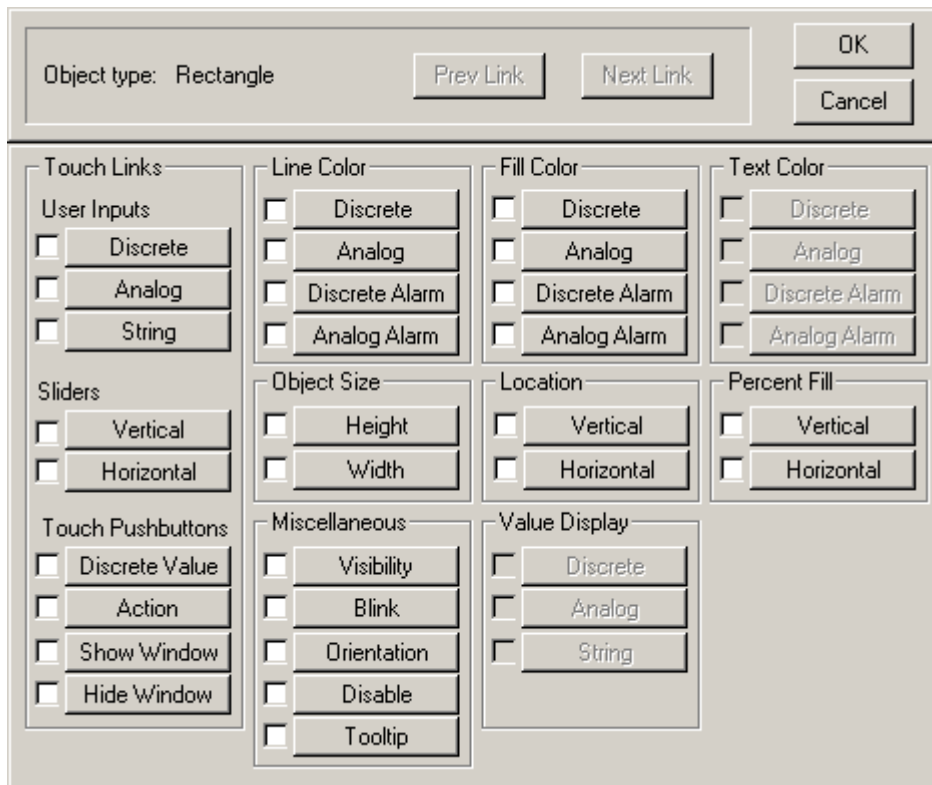 Object type: Rectangle
Prev Link
Next Link
OK
Cancel
Touch Links
User Inputs
Discrete
Analog
String
Sliders
Vertical
Horizontal
Touch Pushbuttons
Discrete Value
Action
Show Window
Hide Window
Line Color
Discrete
Analog
Discrete Alarm
Analog Alarm
Object Size
Height
Width
Miscellaneous
Visibility
Blink
Orientation
Disable
Tooltip
Fill Color
Discrete
Analog
Discrete Alarm
Analog Alarm
Location
Vertical
Horizontal
Value Display
Discrete
Analog
String
Text Color
Discrete
Analog
Discrete Alarm
Analog Alarm
Percent Fill
Vertical
Horizontal